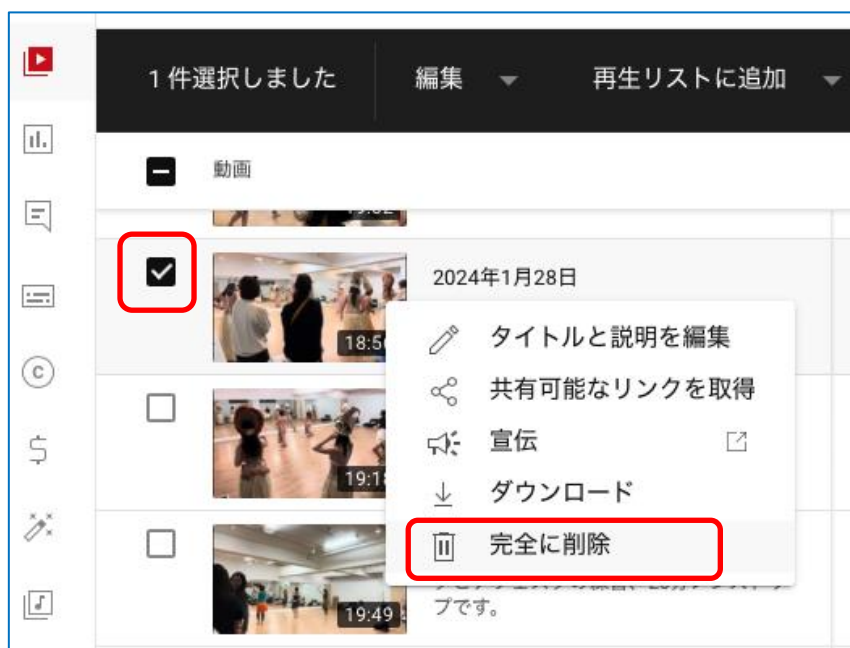 1 件選択しました 編集 再生リストに追加
動画
2024年1月28日
18:5
タイトルと説明を編集
共有可能なリンクを取得
宣伝
19:1
ダウンロード
完全に削除
19:49
プです。